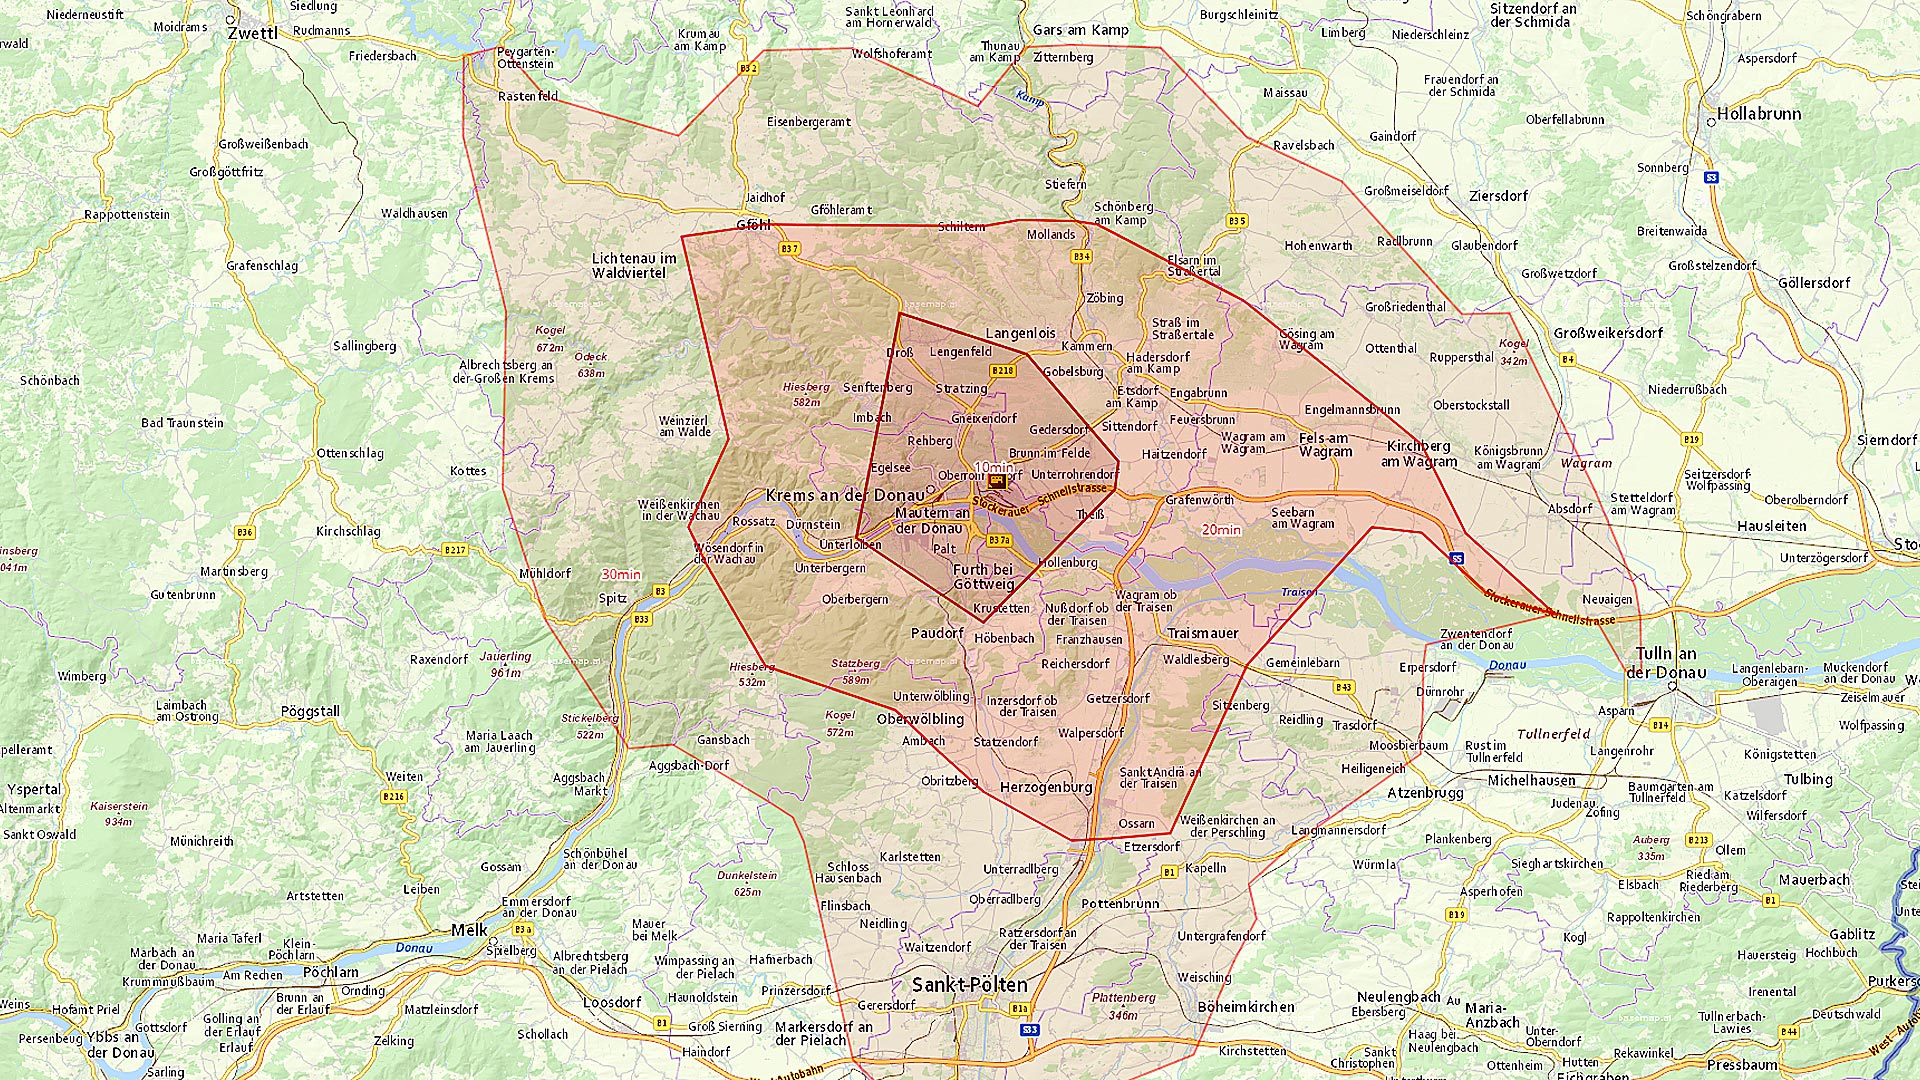 Niederneustift
Siedlung
Moidrams
Zwettl
Rudmanns
Friedersbach
Peygarten-
Ottenstein
Rastenfeld
Krumau
am Kamp
Sankt Leonhard
am Hornerwald
Wolfshoferamt
Thunau
am Kamp
Gars am Kamp
Zitternberg
Burgschleinitz
Limberg
Niederschleinz
Sitzendorf an
der Schmida
Schöngrabern
Aspersdorf
Frauendorf an
der Schmida
Maissau
Hollabrunn
Oberfellabrunn
Gaindorf
Ravelsbach
Sonnberg
B32
Kamp
Eisenbergeramt
Großweißenbach
Großgöttfritz
Rappottenstein
Waldhausen
Grafenschlag
Jaidhof
Gföhl
Gföhleramt
Stiefern
Schönberg
am Kamp
Schiltern
Mollands
B37
B34
B35
S3
Großmeiseldorf
Ziersdorf
Hohenwarth
Radlbrunn
Glaubendorf
Breitenwaida
Großstelzendorf
Großwetzdorf
Göllersdorf
Großriedenthal
Großweikersdorf
Lichtenau im
Waldviertel
Elsarn im
Straßertal
Zöbing
Straß im
Straßertale
Langenlois
Kammern
Gösing am
Wagram
Ottenthal
Ruppersthal
Kogel
342m
B4
Niederrußbach
Kogel
672m
Odeck
638m
Sallingberg
Schönbach
Albrechtsberg an
der Großen Krems
Droß
Lengenfeld
Hiesberg
582m
Senftenberg
Stratzing
B218
Gobelsburg
Hadersdorf
am Kamp
Etsdorf
am Kamp
Engabrunn
Engelmannsbrunn
Oberstockstall
Bad Traunstein
Weinzierl
am Walde
Imbach
Gneixendorf
Rehberg
Gedersdorf
Sittendorf
Feuersbrunn
Wagram am
Wagram
Fels am
Wagram
Kirchberg
am Wagram
Königsbrunn
am Wagram
Wagram
B19
Sierndorf
Seitzersdorf
Wolfpassing
Ottenschlag
Kottes
Egelsee
Brunn im Felde
Haitzendorf
10min
Unterrohrendorf
Krems an der Donau
Stockerauer Schnellstrasse
Grafenwörth
Stetteldorf
am Wagram
Oberolberndorf
Absdorf
Hausleiten
Weißenkirchen
in der Wachau
Rossatz
Dürnstein
Mautern an
der Donau
Theiß
20min
Seebarn
am Wagram
Kirchschlag
B36
B217
Wösendorf in
der Wachau
Unterloiben
Unterbergern
Palt
B37a
Hollenburg
S5
Unterzögersdorf
Martinsberg
Gutenbrunn
Mühldorf
30min
Spitz
B3
B33
Furth bei
Göttweig
Oberbergern
Krustetten
Nußdorf ob
der Traisen
Wagram ob
der Traisen
Traisen
Stockerauer Schnellstrasse
Neuaigen
Paudorf
Höbenbach
Franzhausen
Traismauer
Zwentendorf
an der Donau
Tulln an
der Donau
Raxendorf
Jauerling
961m
Hiesberg
532m
Statzberg
589m
Reichersdorf
Waldlesberg
Gemeinlebarn
Erpersdorf
Donau
Langenlebarn-
Oberaigen
Muckendorf
an der Donau
Zeiselmauer
Wolfpassing
Wimberg
Laimbach
am Ostrong
Pöggstall
Unterwölbling
Oberwölbling
Inzersdorf ob
der Traisen
Getzersdorf
B43
Dürnrohr
Sitzenberg
Reidling
Trasdorf
Asparn
B14
Stickelberg
522m
Maria Laach
am Jauerling
Gansbach
Kogel
572m
Ambach
Statzendorf
Walpersdorf
Moosbierbaum
Rust im
Tullnerfeld
Tullnerfeld
Langenrohr
Königstetten
Tulbing
Weiten
Aggsbach
Markt
Aggsbach-Dorf
Obritzberg
Herzogenburg
Sankt Andrä an
der Traisen
Heiligeneich
Atzenbrugg
Michelhausen
Baumgarten am
Tullnerfeld
Katzelsdorf
Wilfersdorf
Yspertal
Altenmarkt
Kaiserstein
934m
Sankt Oswald
B216
Münichreith
Ossarn
Weißenkirchen an
der Perschling
Langmannersdorf
Judenau
Zöfing
Plankenberg
Auberg
335m
B213
Ollern
Gossam
Schönbühel
an der Donau
Karlstetten
Schloss
Hausenbach
Dunkelstein
625m
Unterradlberg
Etzersdorf
B1
Kapelln
Würmla
Sieghartskirchen
Elsbach
Ried am
Riederberg
Mauerbach
Artstetten
Leiben
Emmersdorf
an der Donau
Flinsbach
Oberradlberg
Pottenbrunn
Asperhofen
B19
B1
Rappoltenkirchen
Gablitz
Kogl
Hochbuch
Hauersteig
Purkersdorf
Maria Taferl
Klein-
Pöchlarn
Melk
B3a
Spielberg
Mauer
bei Melk
Neidling
Waitzendorf
Ratzersdorf an
der Traisen
Untergrafendorf
Marbach an
der Donau
Krummnußbaum
Am Rechen
Pöchlarn
Donau
Albrechtsberg
an der Pielach
Wimpassing an
der Pielach
Hafnerbach
Sankt-Pölten
Weisching
Ornding
Loosdorf
Haunoldstein
Prinzersdorf
Gerersdorf
Plattenberg
346m
Böheimkirchen
Neulengbach
Ebersberg
Au
Maria-
Anzbach
Irenental
Hofamt Priel
Brunn an
der Erlauf
Matzleinsdorf
Golling an
der Erlauf
Erlauf
Gottsdorf
Persenbeug
Ybbs an
der Donau
Zelking
Schollach
B1
Groß Sierning
Markersdorf an
der Pielach
B1a
S33
Haag bei
Neulengbach
Unter-
Oberndorf
Tullnerbach-
Lawies
Deutschwald
B44
Haindorf
Kirchstetten
Sankt
Christophen
Ottenheim
Hutten
Rekawinkel
Pressbaum
Eichgraben
Sarling